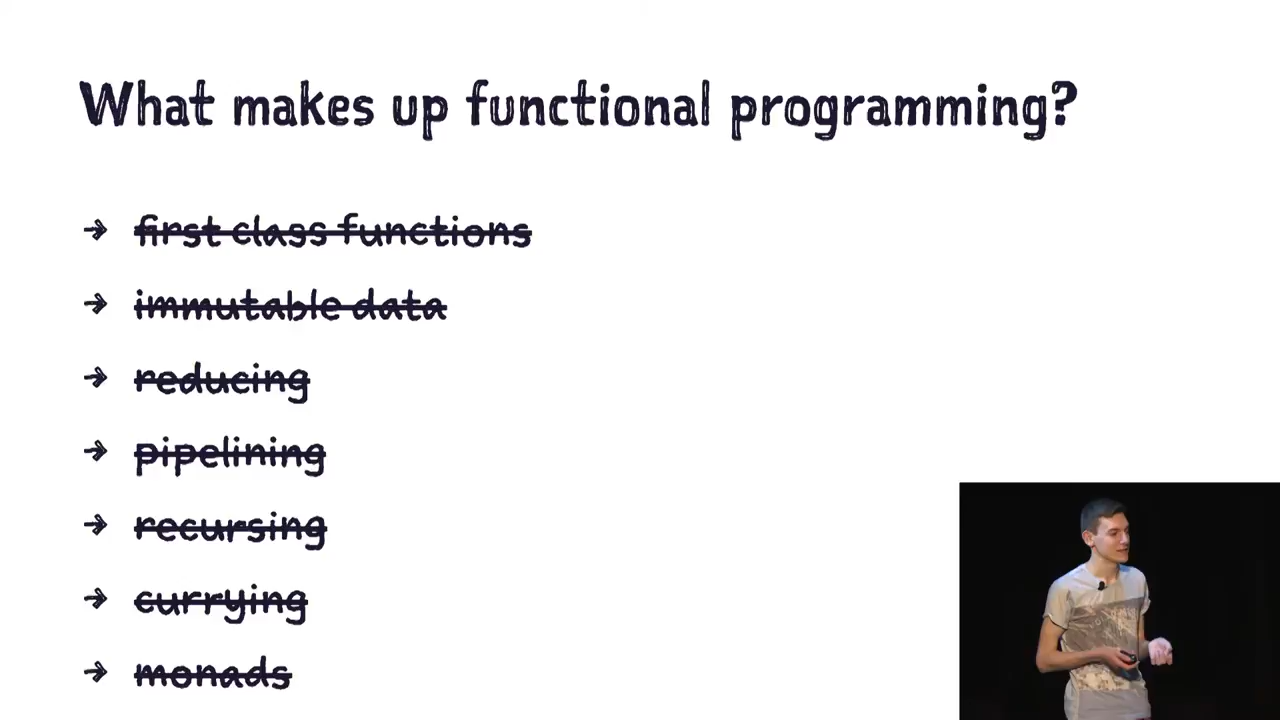 What makes up functional programming?
→ first class functions
→ immutable data
→ reducing
→ pipelining
→ recursing
→ currying
→ monads